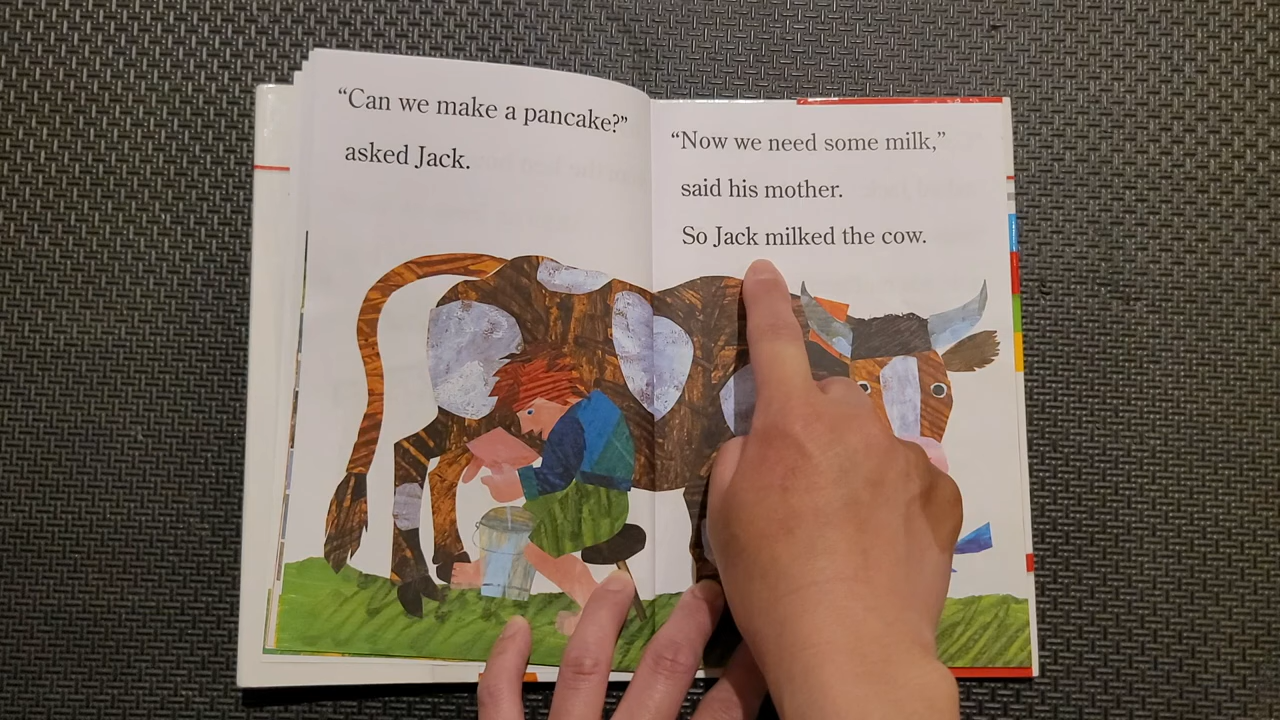 “Can we make a pancake?”
asked Jack.
“Now we need some milk,”
said his mother.
So Jack milked the cow.